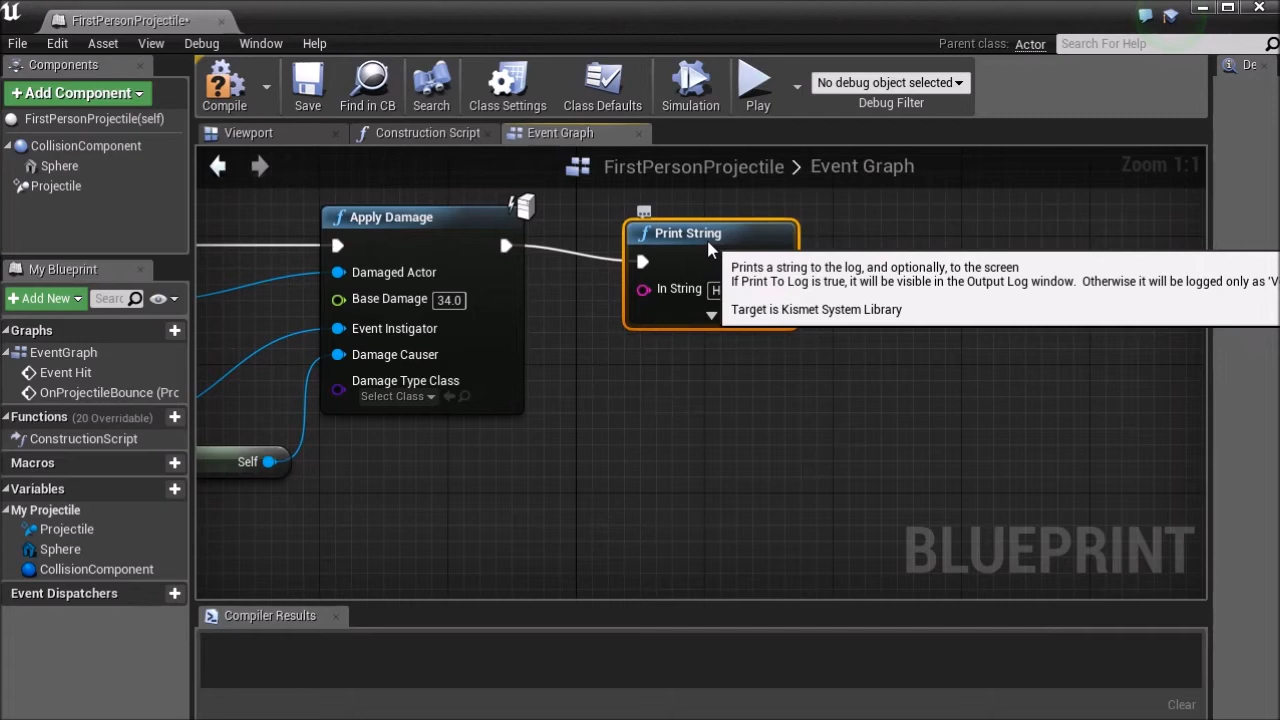 FirstPersonProjectile*
File Edit Asset View Debug Window Help
Parent class: Actor
Search For Help
Components
+Add Component
FirstPersonProjectile(self)
CollisionComponent
Sphere
Projectile
My Blueprint
+Add New
Searc
Graphs
EventGraph
Event Hit
OnProjectileBounce (Prc
Functions (20 Overridable)
ConstructionScript
Macros
Variables
My Projectile
Projectile
Sphere
CollisionComponent
Event Dispatchers
Compile Save Find in CB Search Class Settings Class Defaults Simulation Play
No debug object selected
Debug Filter
De
Viewport Construction Script Event Graph
FirstPersonProjectile > Event Graph
Zoom 1:1
Apply Damage
Damaged Actor
Base Damage 34.0
Event Instigator
Damage Causer
Damage Type Class
Select Class
Self
Print String
In String H
Prints a string to the log, and optionally, to the screen
If Print To Log is true, it will be visible in the Output Log window. Otherwise it will be logged only as 'V
Target is Kismet System Library
BLUEPRINT
Compiler Results
Clear